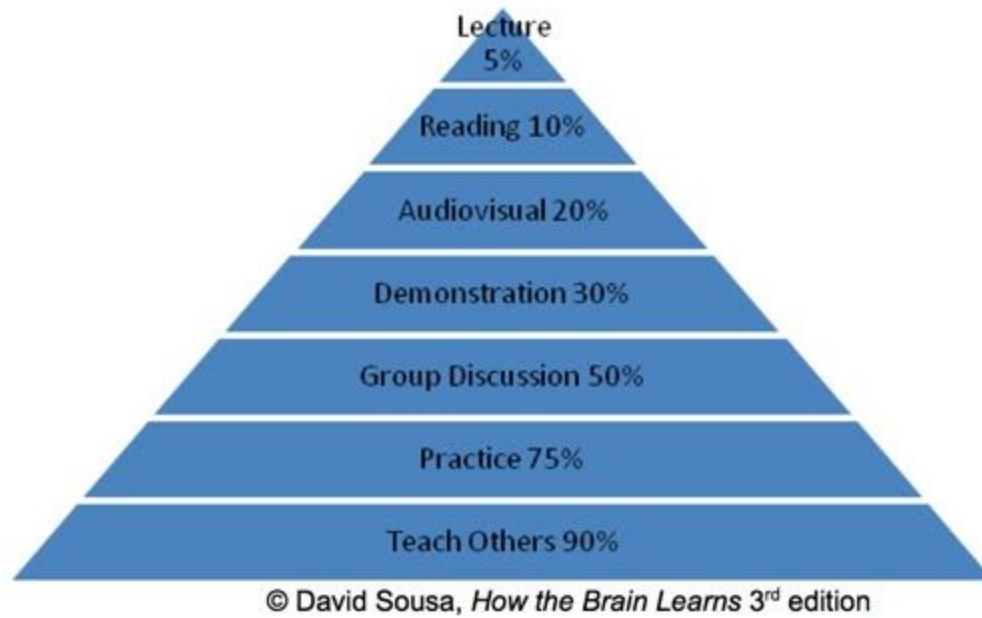 Lecture
5%
Reading 10%
Audiovisual 20%
Demonstration 30%
Group Discussion 50%
Practice 75%
Teach Others 90%
© David Sousa, How the Brain Learns 3rd edition